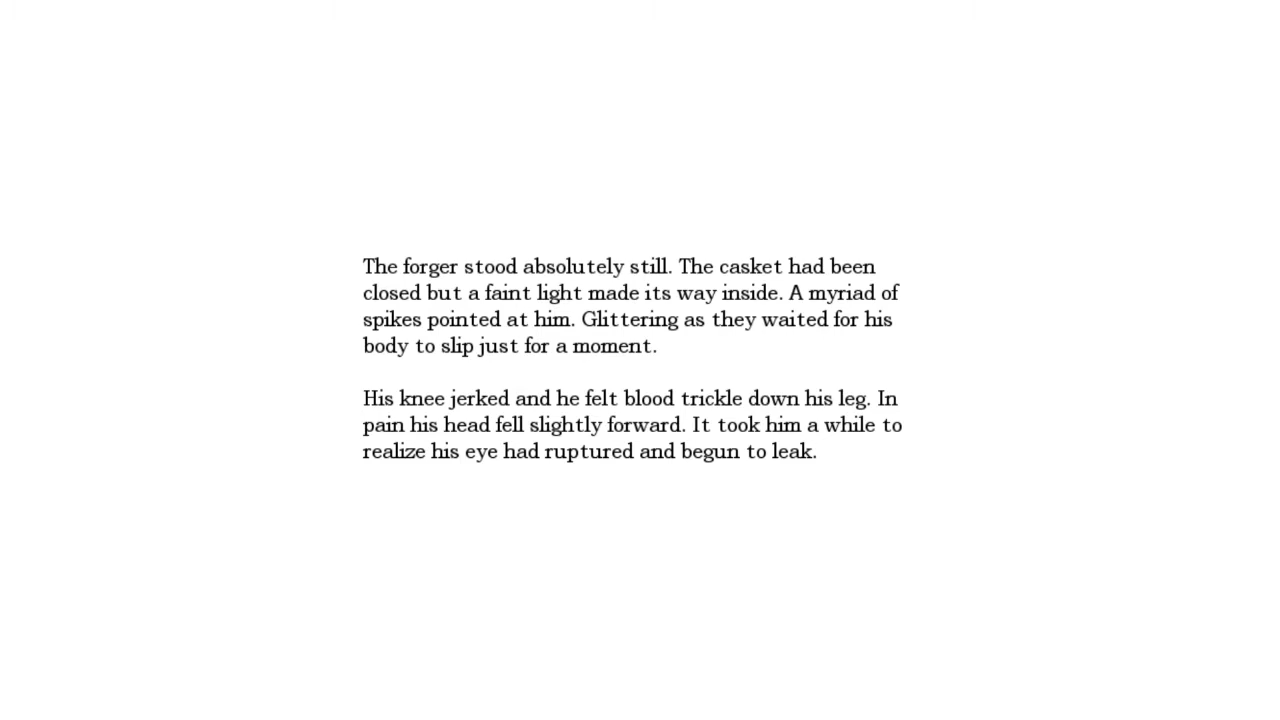 The forger stood absolutely still. The casket had been
closed but a faint light made its way inside. A myriad of
spikes pointed at him. Glittering as they waited for his
body to slip just for a moment.
His knee jerked and he felt blood trickle down his leg. In
pain his head fell slightly forward. It took him a while to
realize his eye had ruptured and begun to leak.